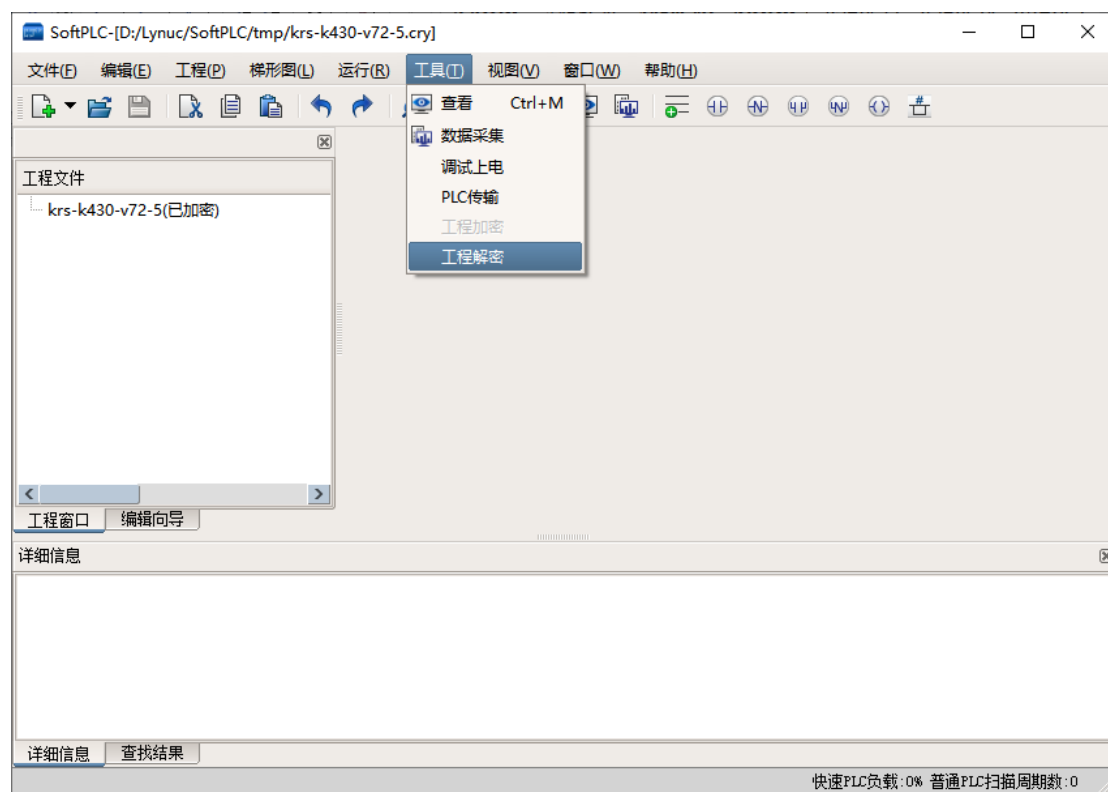 SoftPLC-[D:/Lynuc/SoftPLC/tmp/krs-k430-v72-5.cry]
文件(F) 编辑(E) 工程(P) 梯形图(L) 运行(R) 工具(T) 视图(V) 窗口(W) 帮助(H)
查看 Ctrl+M
数据采集
调试上电
PLC传输
工程加密
工程解密
工程文件
krs-k430-v72-5(已加密)
工程窗口 编辑向导
详细信息
详细信息 查找结果
快速PLC负载:0% 普通PLC扫描周期数:0